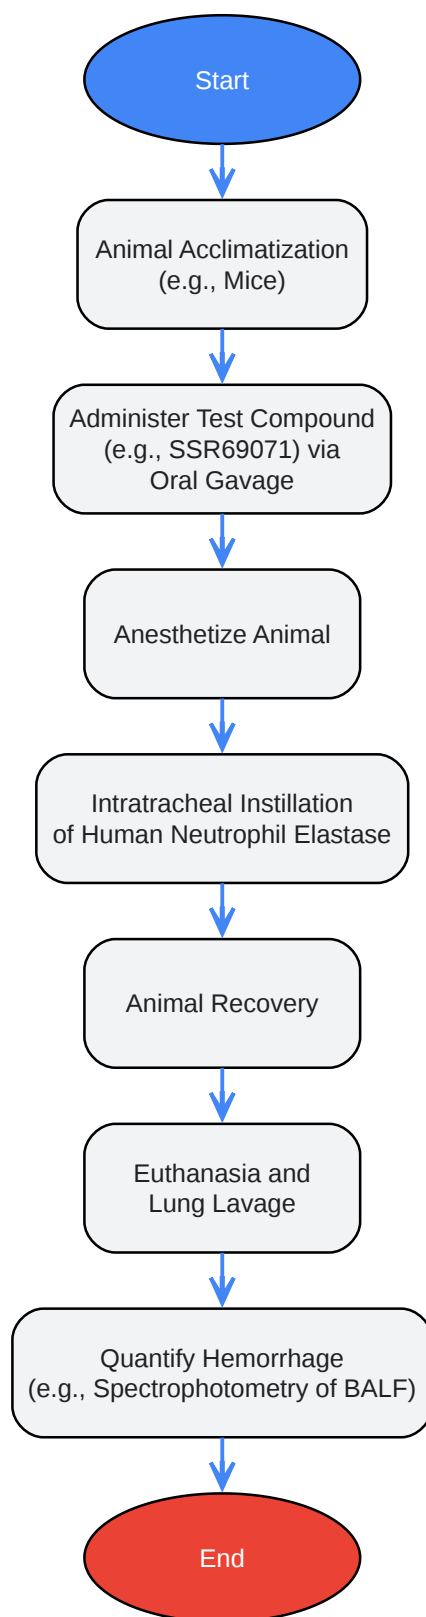 Start
Animal Acclimatization
(e.g., Mice)
Administer Test Compound
(e.g., SSR69071) via
Oral Gavage
Anesthetize Animal
Intratracheal Instillation
of Human Neutrophil Elastase
Animal Recovery
Euthanasia and
Lung Lavage
Quantify Hemorrhage
(e.g., Spectrophotometry of BALF)
End